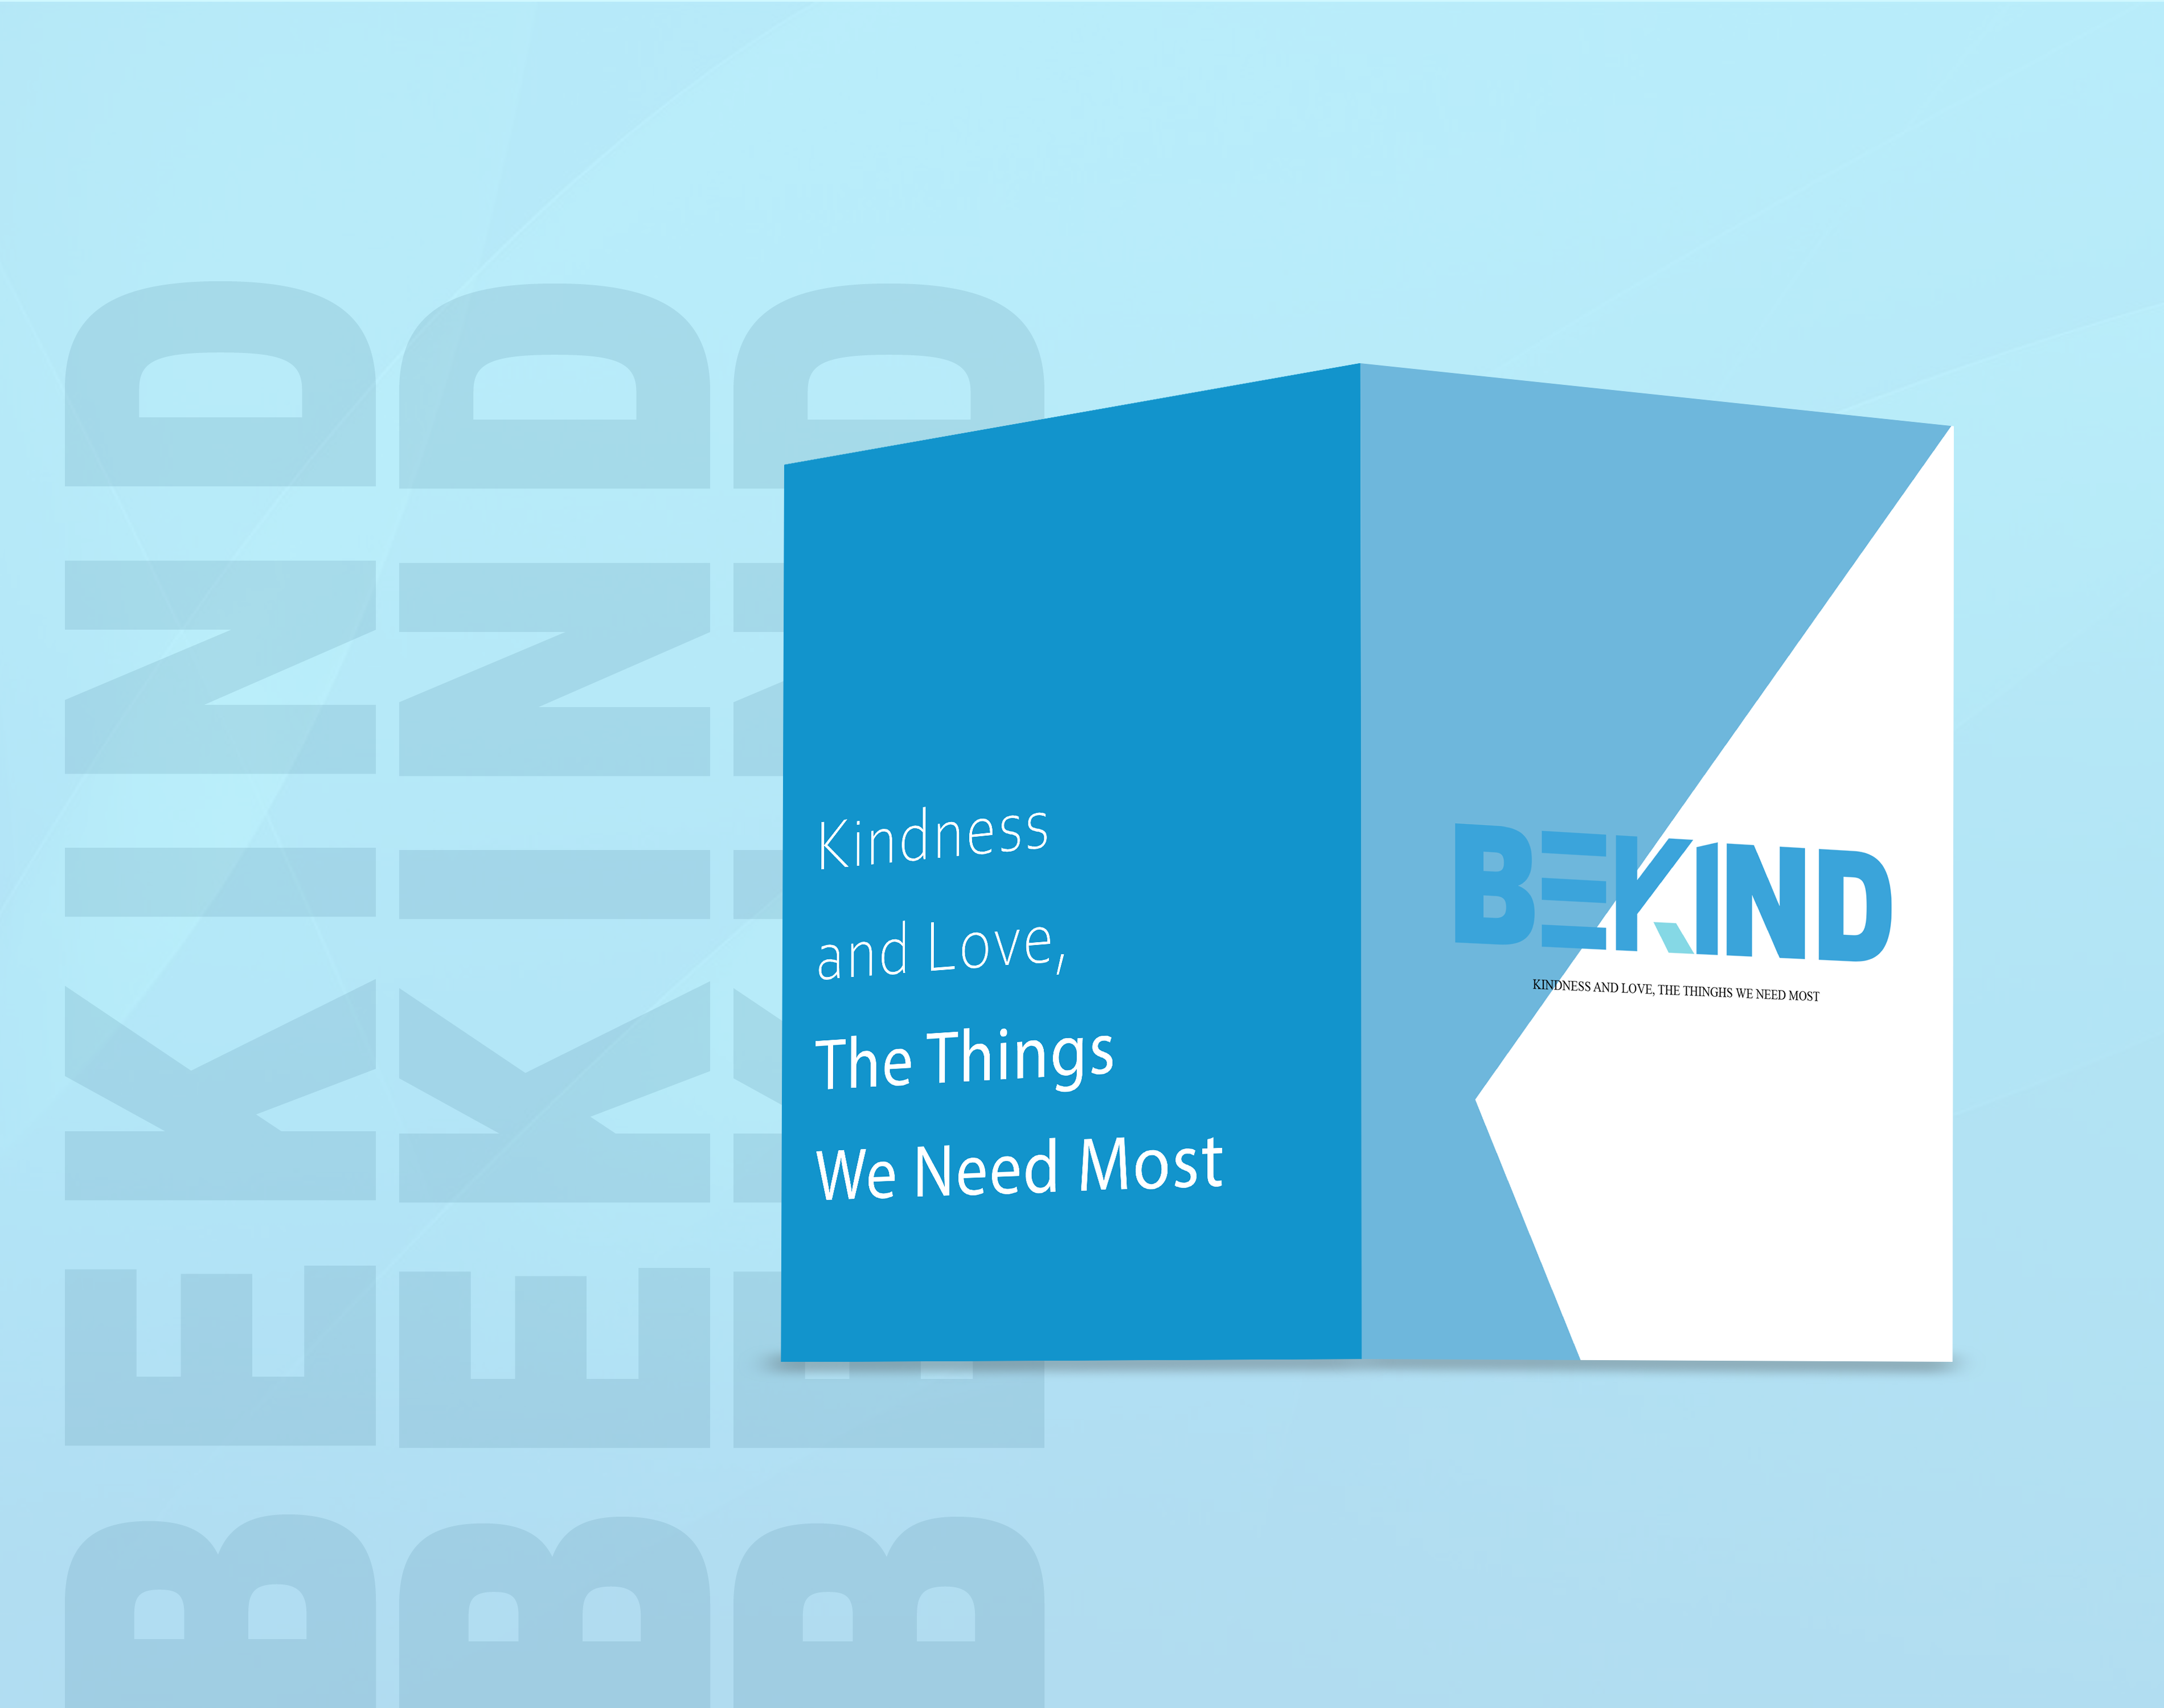 BEKIND
BEKIND
BEKIND
Kindness
and Love,
The Things
We Need Most
BEKIND
KINDNESS AND LOVE, THE THINGHS WE NEED MOST